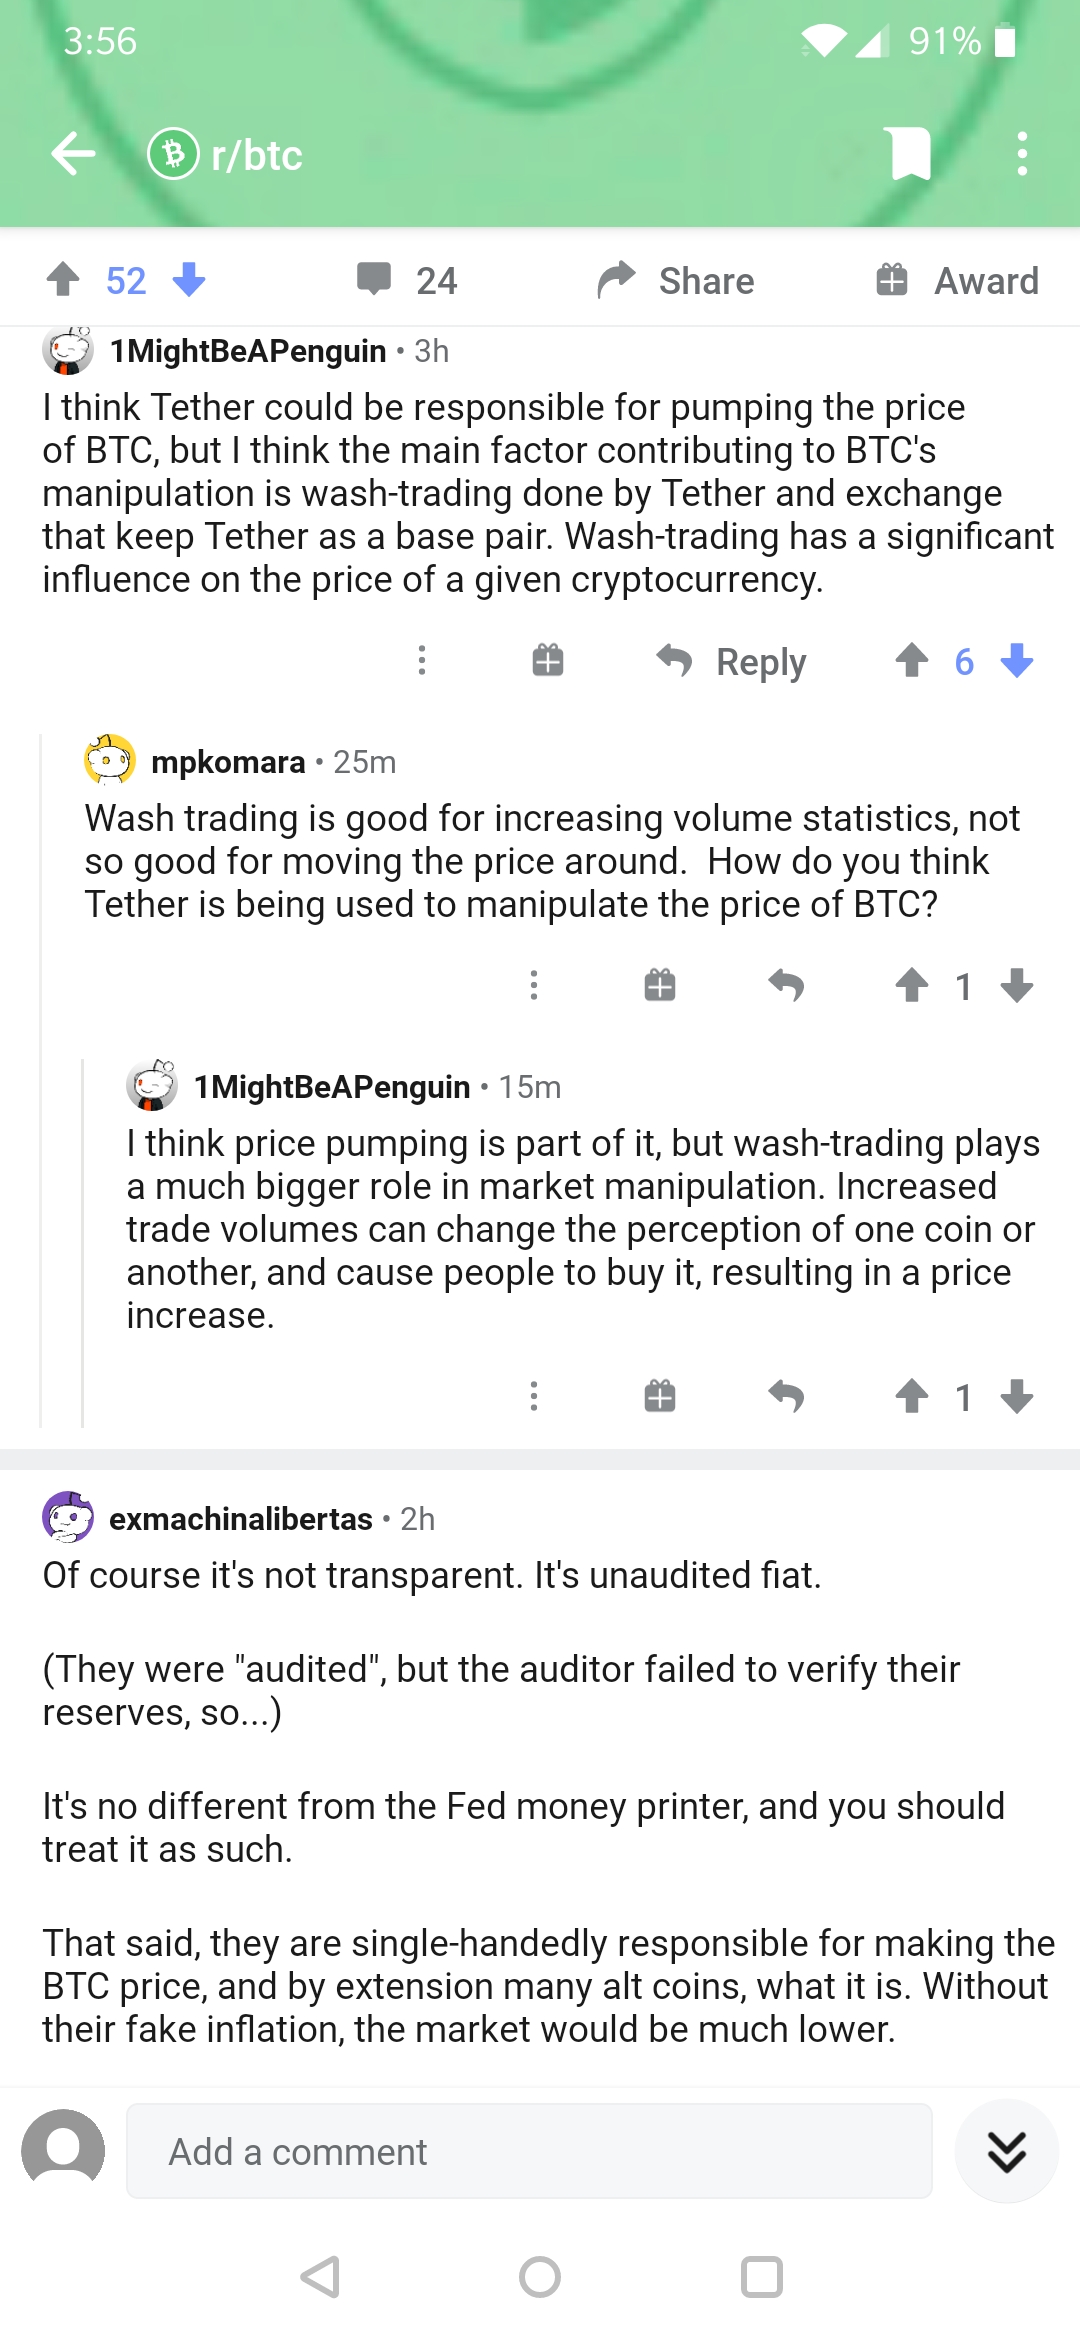 3:56
91%
r/btc
52
24
Share
Award
1MightBeAPenguin • 3h
I think Tether could be responsible for pumping the price
of BTC, but I think the main factor contributing to BTC's
manipulation is wash-trading done by Tether and exchange
that keep Tether as a base pair. Wash-trading has a significant
influence on the price of a given cryptocurrency.
Reply
6
mpkomara • 25m
Wash trading is good for increasing volume statistics, not
so good for moving the price around.  How do you think
Tether is being used to manipulate the price of BTC?
1
1MightBeAPenguin • 15m
I think price pumping is part of it, but wash-trading plays
a much bigger role in market manipulation. Increased
trade volumes can change the perception of one coin or
another, and cause people to buy it, resulting in a price
increase.
1
exmachinalibertas • 2h
Of course it's not transparent. It's unaudited fiat.
(They were "audited", but the auditor failed to verify their
reserves, so...)
It's no different from the Fed money printer, and you should
treat it as such.
That said, they are single-handedly responsible for making the
BTC price, and by extension many alt coins, what it is. Without
their fake inflation, the market would be much lower.
Add a comment